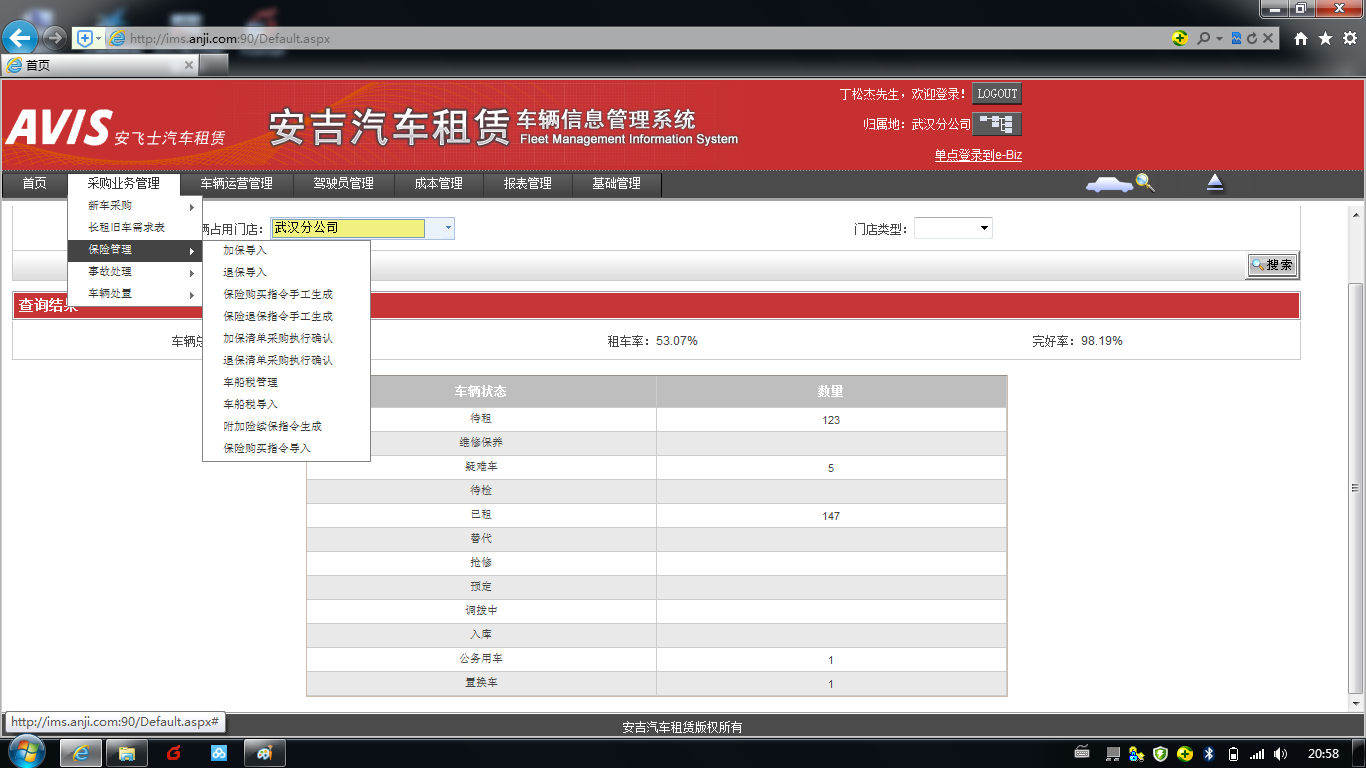 http://ims.anji.com:90/Default.aspx
首页
AVIS 安飞士汽车租赁
安吉汽车租赁 车辆信息管理系统
Fleet Management Information System
丁松杰先生，欢迎登录！ LOGOUT
归属地：武汉分公司
单点登录到e-Biz
首页 采购业务管理 车辆运营管理 驾驶员管理 成本管理 报表管理 基础管理
新车采购
长租旧车需求表
保险管理
事故处理
车辆处置
加保导入
退保导入
保险购买指令手工生成
保险退保指令手工生成
加保清单采购执行确认
退保清单采购执行确认
车船税管理
车船税导入
附加险续保指令生成
保险购买指令导入
辆占用门店： 武汉分公司 门店类型：
搜索
查询结果
车辆总 租车率：53.07% 完好率：98.19%
车辆状态 数量
待租 123
维修保养
疑难车 5
待检
已租 147
替代
抢修
预定
调拨中
入库
公务用车 1
置换车 1
http://ims.anji.com:90/Default.aspx#
安吉汽车租赁版权所有
20:58